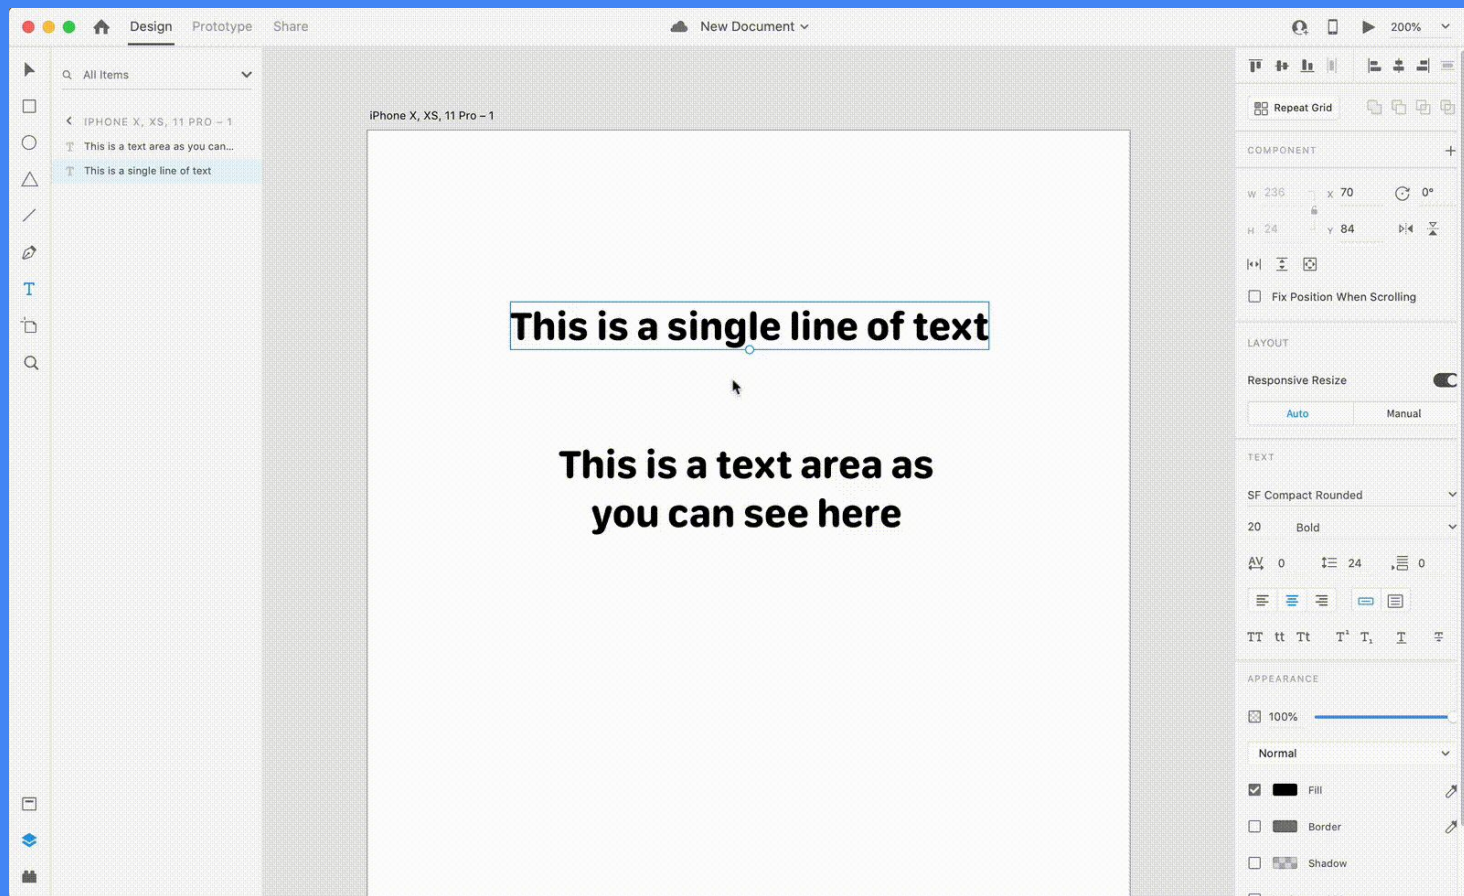 Design Prototype Share
New Document
200%
All Items
IPHONE X, XS, 11 PRO – 1
T This is a text area as you can...
T This is a single line of text
iPhone X, XS, 11 Pro – 1
This is a single line of text
This is a text area as
you can see here
Repeat Grid
COMPONENT
W 236 X 70 0°
H 24 Y 84
Fix Position When Scrolling
LAYOUT
Responsive Resize
Auto Manual
TEXT
SF Compact Rounded
20 Bold
AV 0 24 0
TT tt Tt T¹ T₁ T T
APPEARANCE
100%
Normal
Fill
Border
Shadow